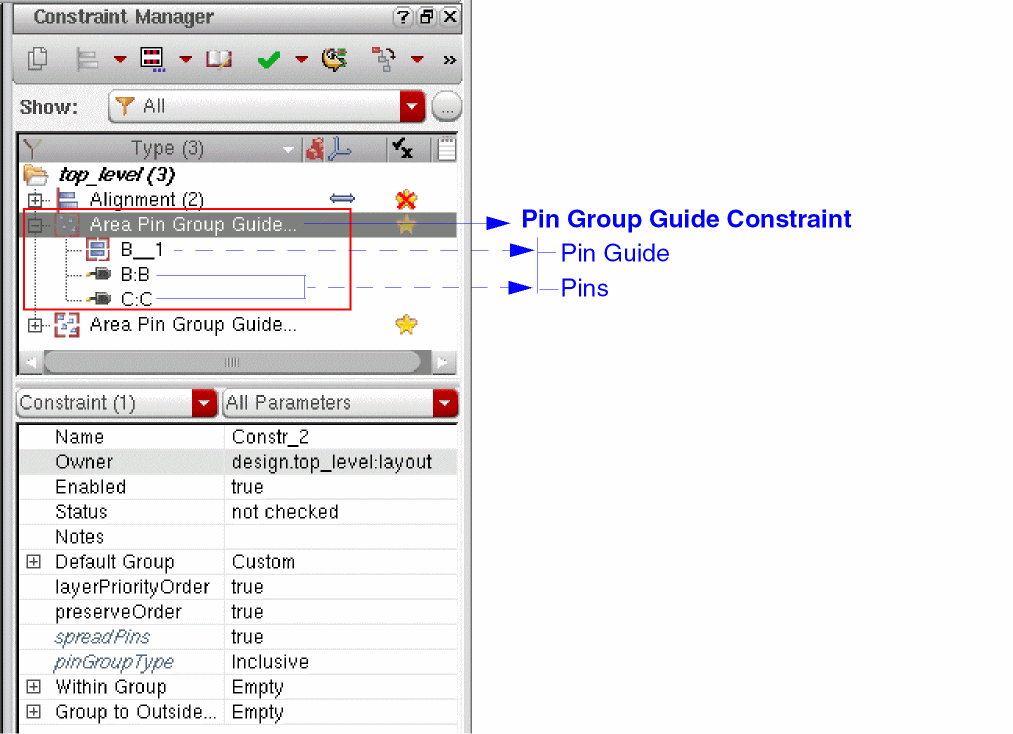 Constraint Manager
Show: All ...
Type (3)
top_level (3)
Alignment (2)
Area Pin Group Guide... Pin Group Guide Constraint
B__1 Pin Guide
B:B
C:C Pins
Area Pin Group Guide...
Constraint (1) All Parameters
Name Constr_2
Owner design.top_level:layout
Enabled true
Status not checked
Notes
Default Group Custom
layerPriorityOrder true
preserveOrder true
spreadPins true
pinGroupType Inclusive
Within Group Empty
Group to Outside... Empty